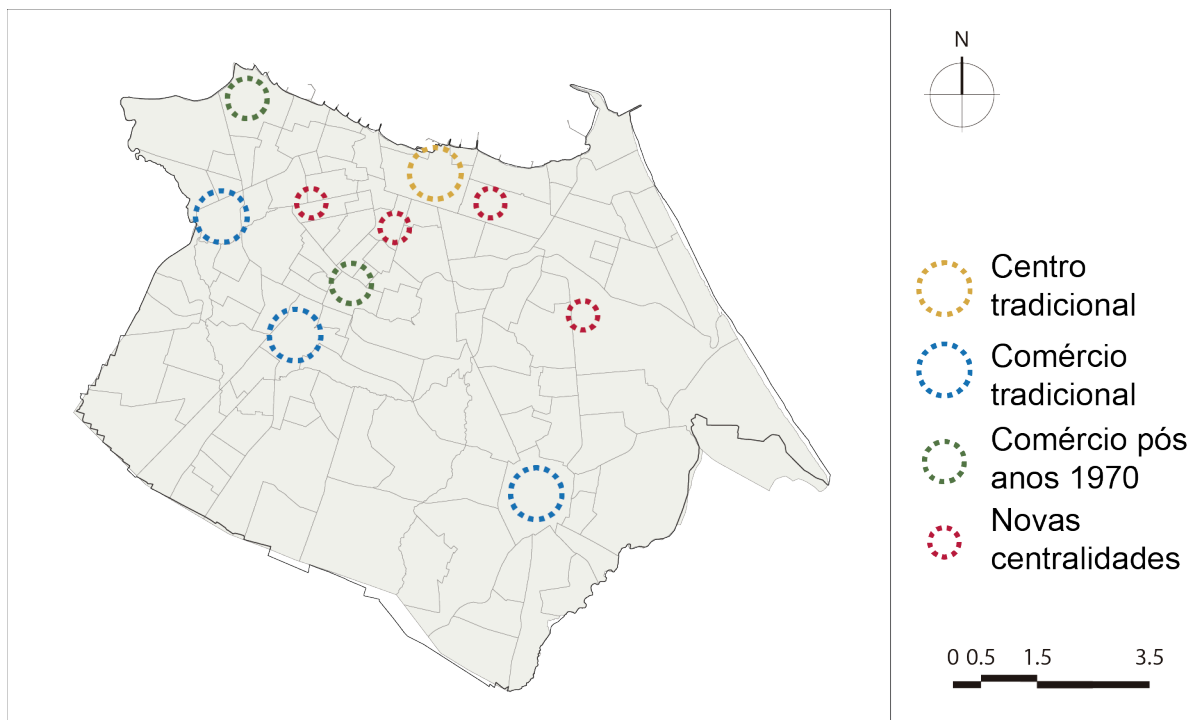 N
Centro
tradicional
Comércio
tradicional
Comércio pós
anos 1970
Novas
centralidades
0 0.5 1.5 3.5